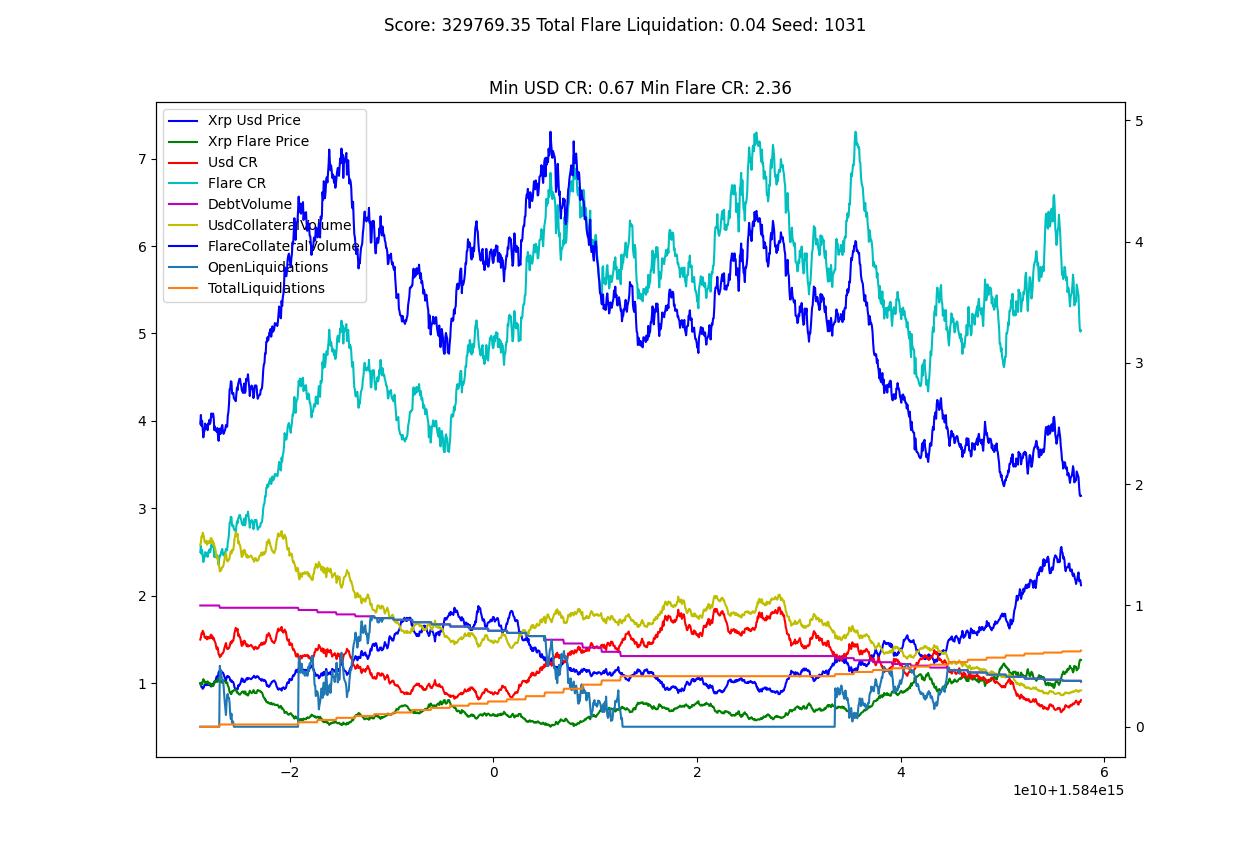 Score: 329769.35 Total Flare Liquidation: 0.04 Seed: 1031
Min USD CR: 0.67 Min Flare CR: 2.36
Xrp Usd Price
Xrp Flare Price
Usd CR
Flare CR
DebtVolume
UsdCollateralVolume
FlareCollateralVolume
OpenLiquidations
TotalLiquidations
7
6
5
4
3
2
1
5
4
3
2
1
0
−2
0
2
4
6
1e10+1.584e15